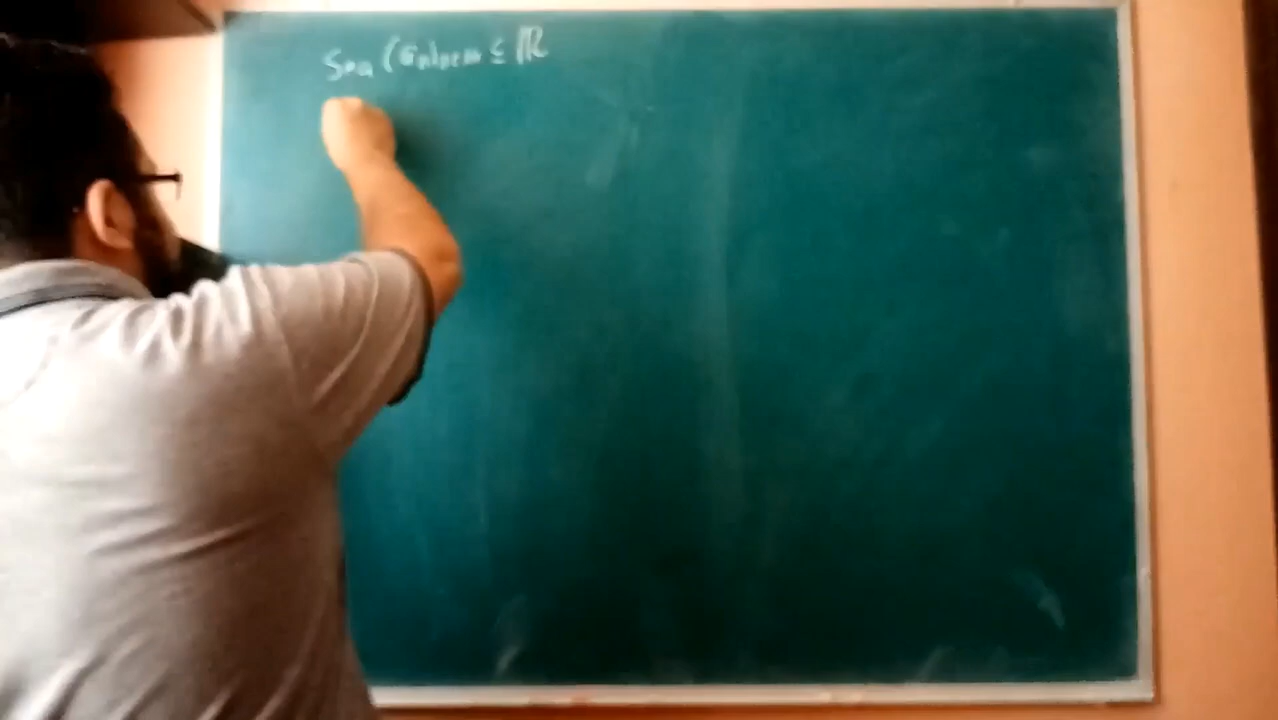 Sea (an)n∈ℕ ⊆ ℝ